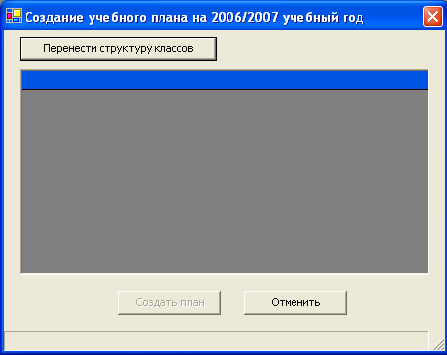 Создание учебного плана на 2006/2007 учебный год
Перенести структуру классов
Создать план
Отменить